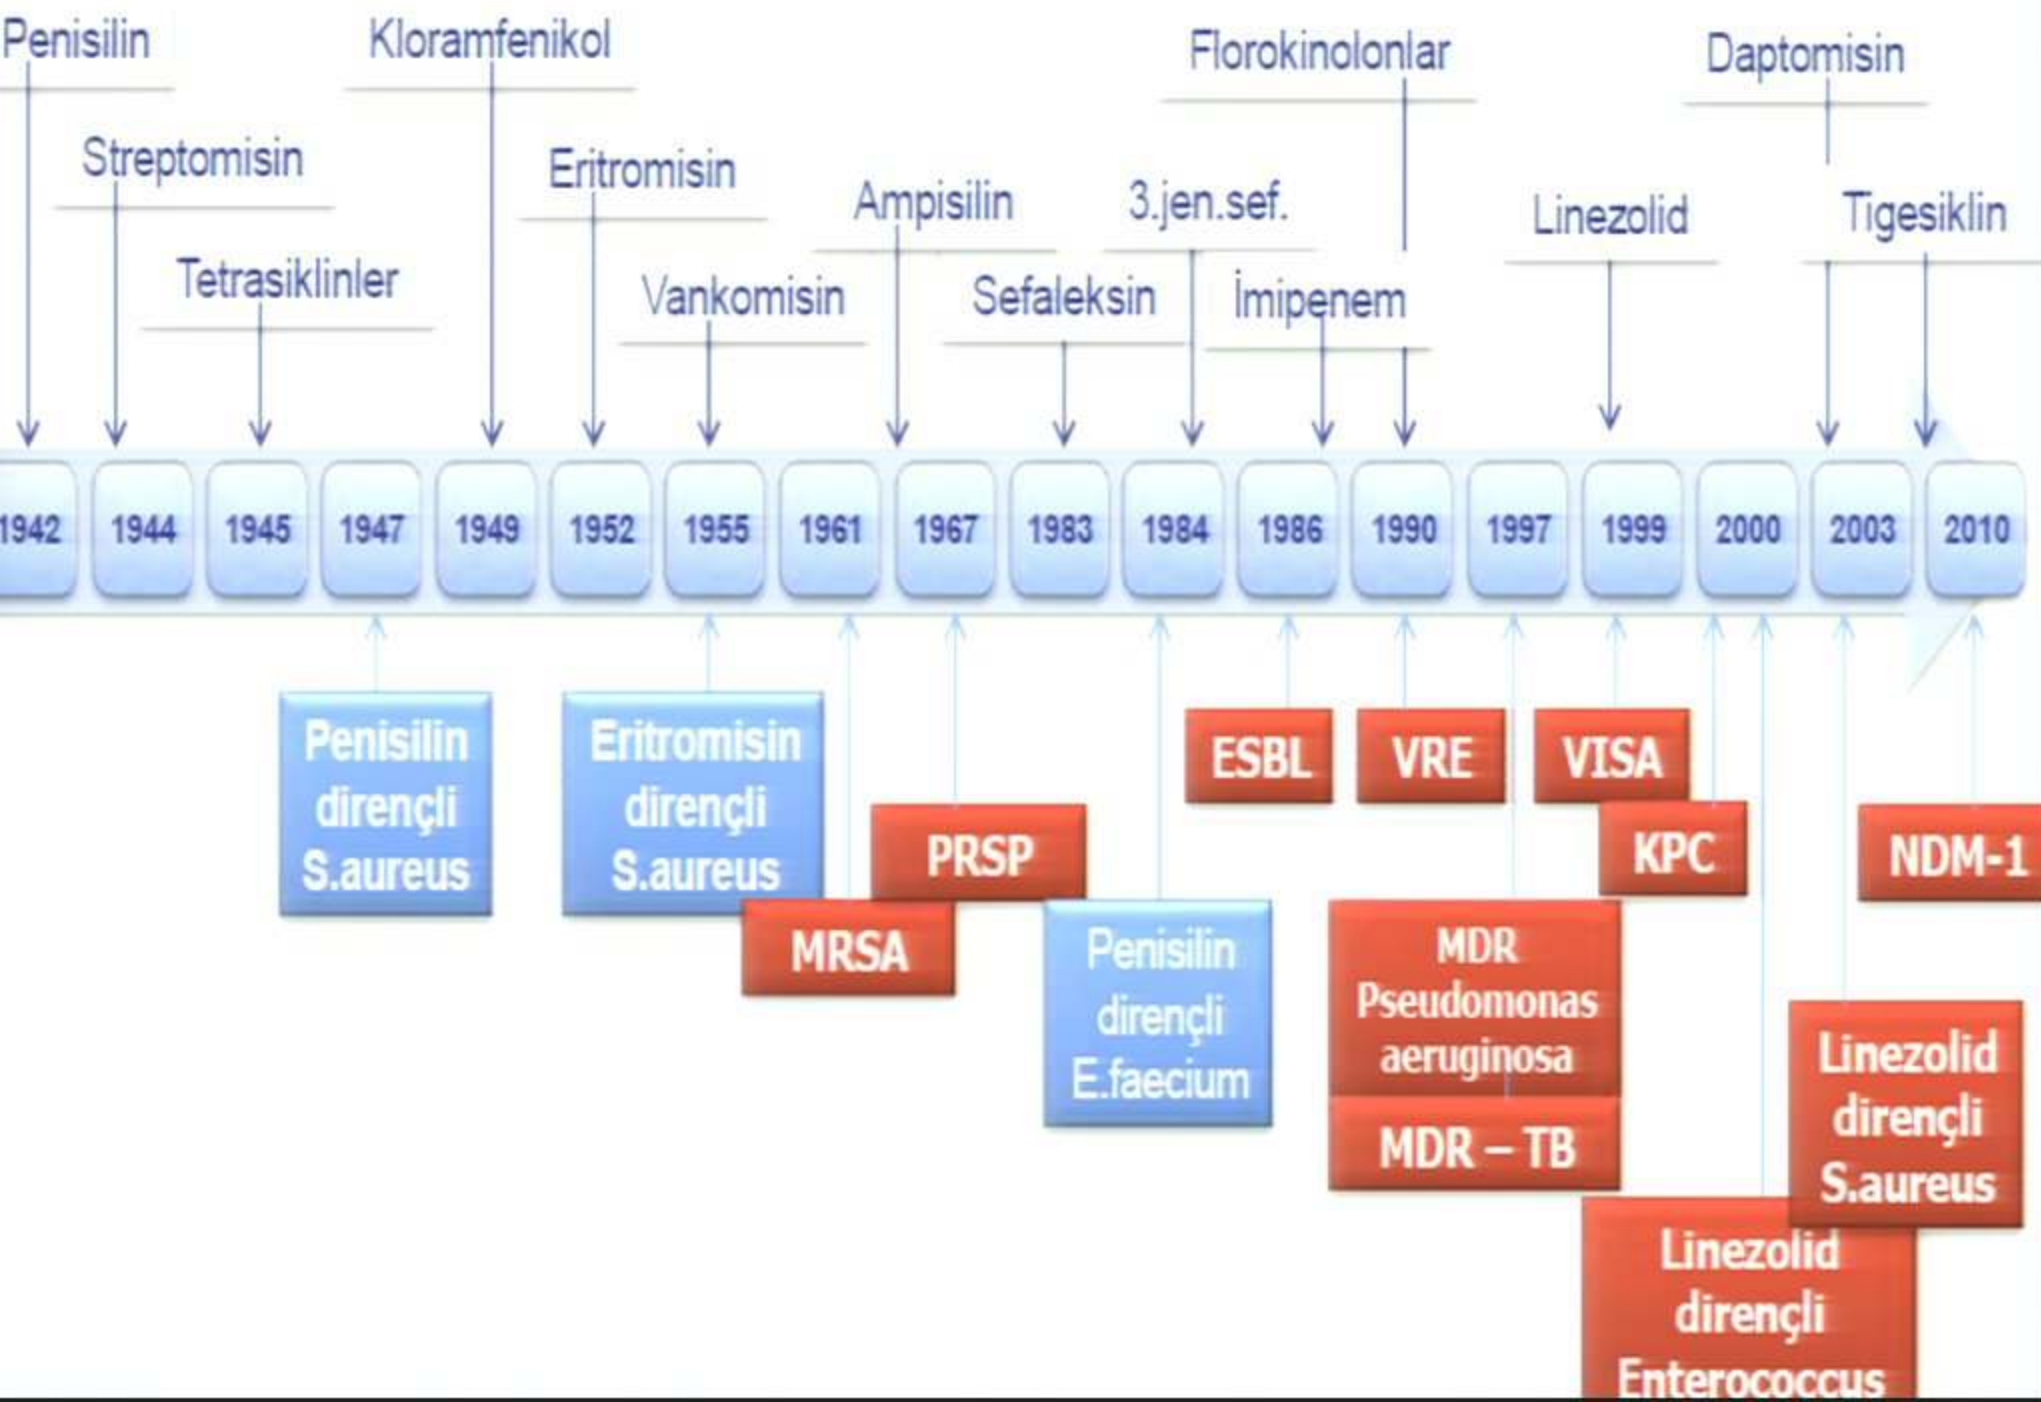 Penisilin
Kloramfenikol
Florokinolonlar
Daptomisin
Streptomisin
Eritromisin
Ampisilin
3.jen.sef.
Linezolid
Tigesiklin
Tetrasiklinler
Vankomisin
Sefaleksin
İmipenem
1942
1944
1945
1947
1949
1952
1955
1961
1967
1983
1984
1986
1990
1997
1999
2000
2003
2010
Penisilin
dirençli
S.aureus
Eritromisin
dirençli
S.aureus
MRSA
PRSP
Penisilin
dirençli
E.faecium
ESBL
VRE
VISA
KPC
NDM-1
MDR
Pseudomonas
aeruginosa
MDR – TB
Linezolid
dirençli
S.aureus
Linezolid
dirençli
Enterococcus